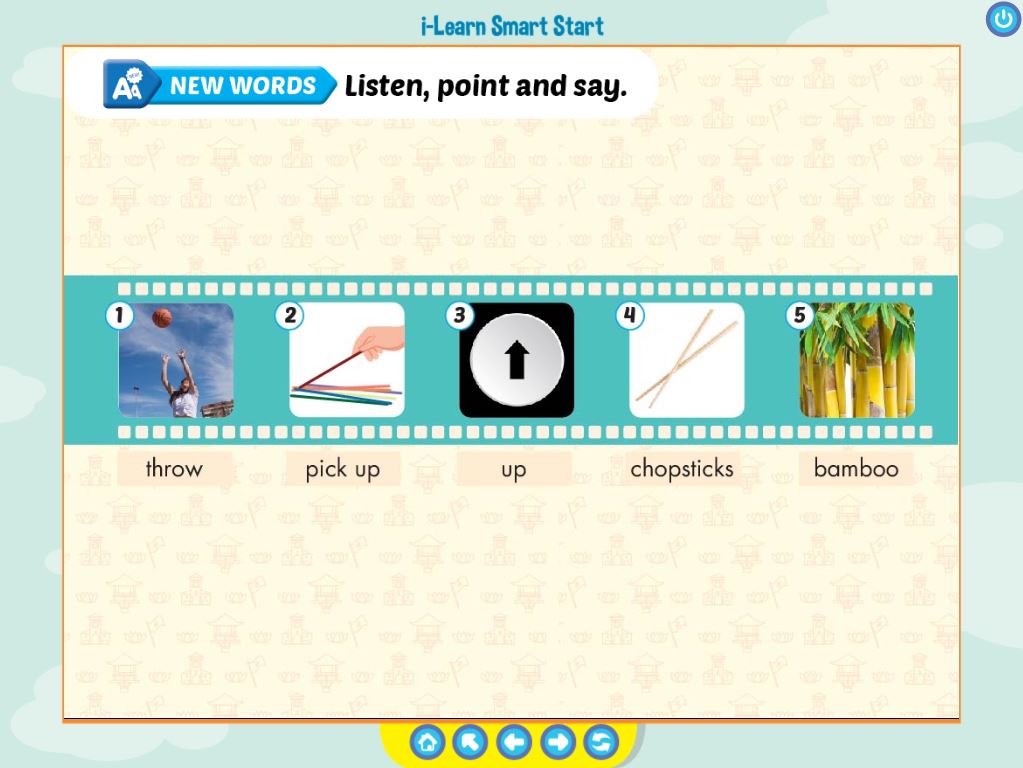 i-Learn Smart Start
NEW WORDS Listen, point and say.
1 2 3 4 5
throw pick up up chopsticks bamboo